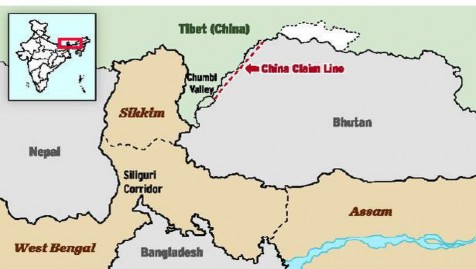 Tibet (China)
China Claim Line
Chumbi
Valley
Sikkim
Bhutan
Nepal
Siliguri
Corridor
Assam
West Bengal
Bangladesh